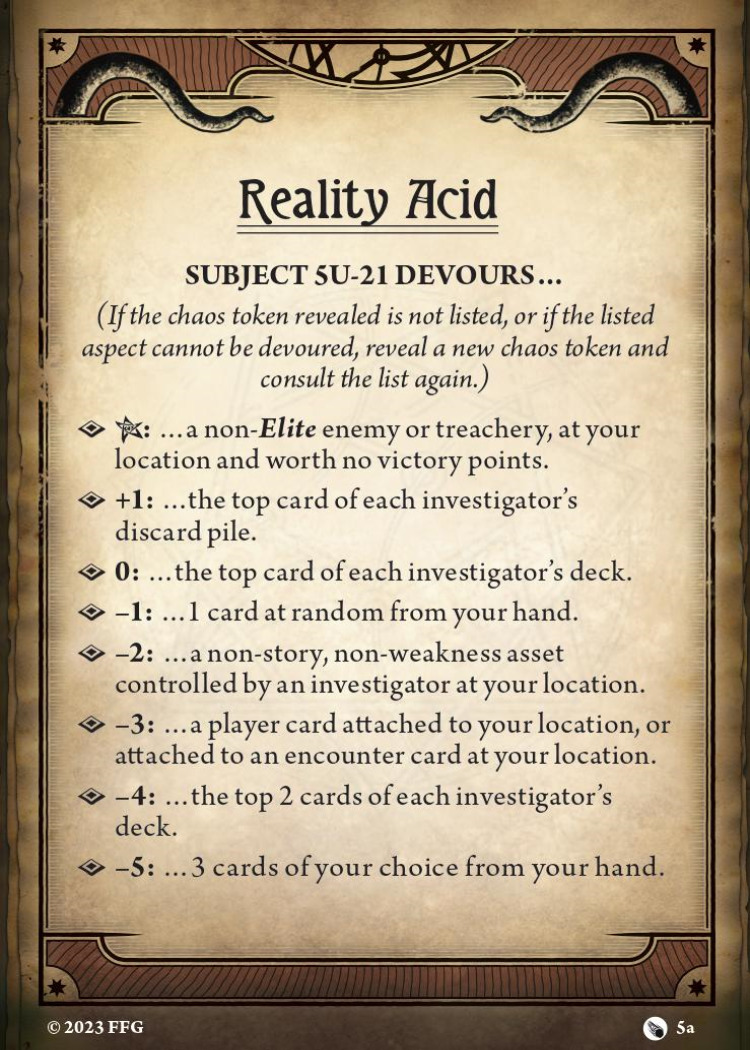 Reality Acid
SUBJECT 5U-21 DEVOURS…
(If the chaos token revealed is not listed, or if the listed
aspect cannot be devoured, reveal a new chaos token and
consult the list again.)
: …a non-Elite enemy or treachery, at your
location and worth no victory points.
+1: …the top card of each investigator’s
discard pile.
0: …the top card of each investigator’s deck.
–1: …1 card at random from your hand.
–2: …a non-story, non-weakness asset
controlled by an investigator at your location.
–3: …a player card attached to your location, or
attached to an encounter card at your location.
–4: …the top 2 cards of each investigator’s
deck.
–5: …3 cards of your choice from your hand.
© 2023 FFG 5a